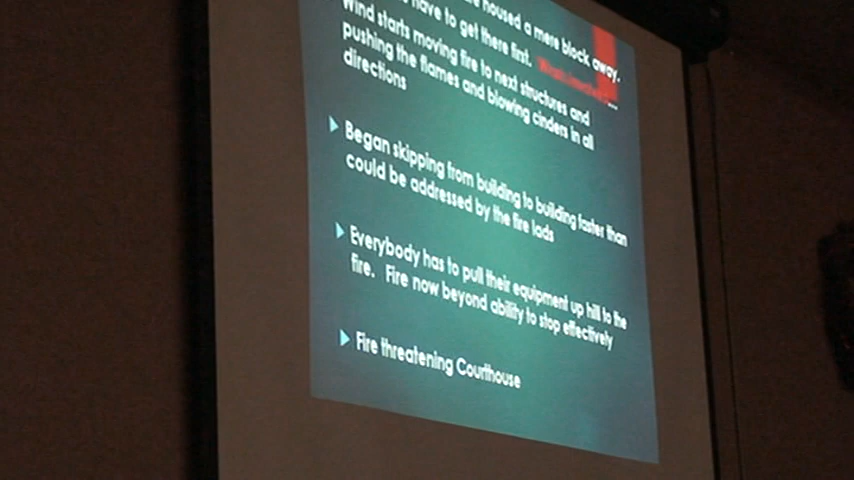 housed a mere block away.
have to get there first.
Wind starts moving fire to next structures and
pushing the flames and blowing cinders in all
directions
Began skipping from building to building faster than
could be addressed by the fire lads
Everybody has to pull their equipment up hill to the
fire. Fire now beyond ability to stop effectively
Fire threatening Courthouse